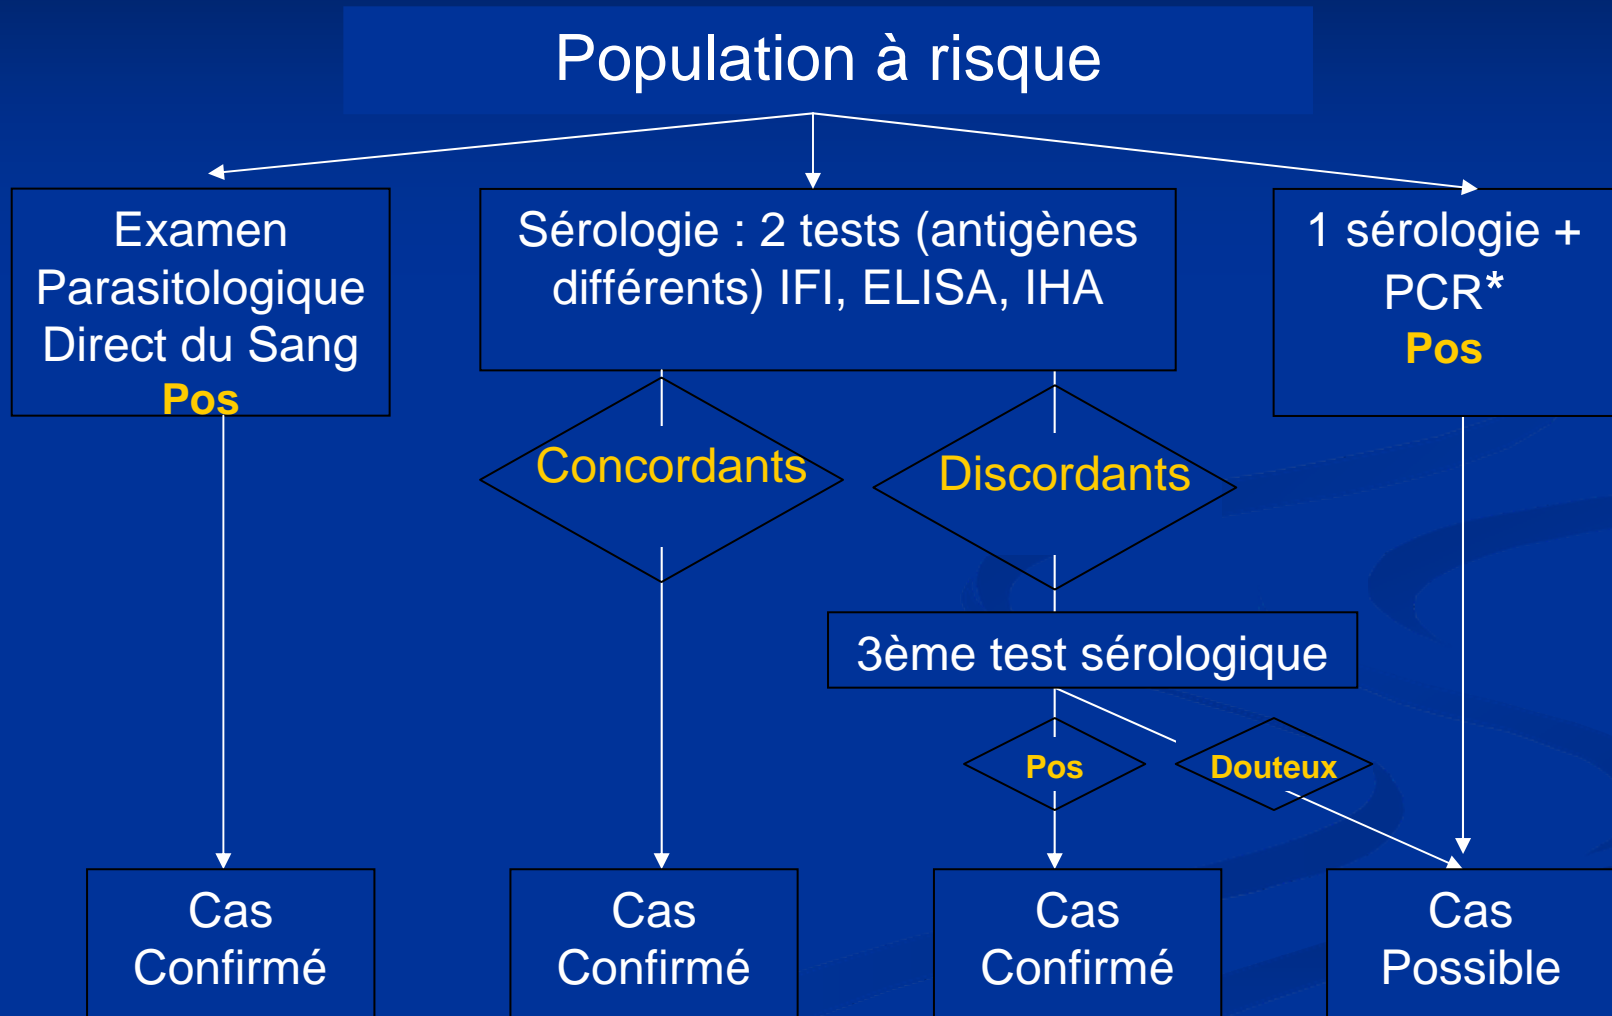 Population à risque
Examen
Parasitologique
Direct du Sang
Pos
Sérologie : 2 tests (antigènes
différents) IFI, ELISA, IHA
1 sérologie +
PCR*
Pos
Concordants
Discordants
3ème test sérologique
Pos
Douteux
Cas
Confirmé
Cas
Confirmé
Cas
Confirmé
Cas
Possible